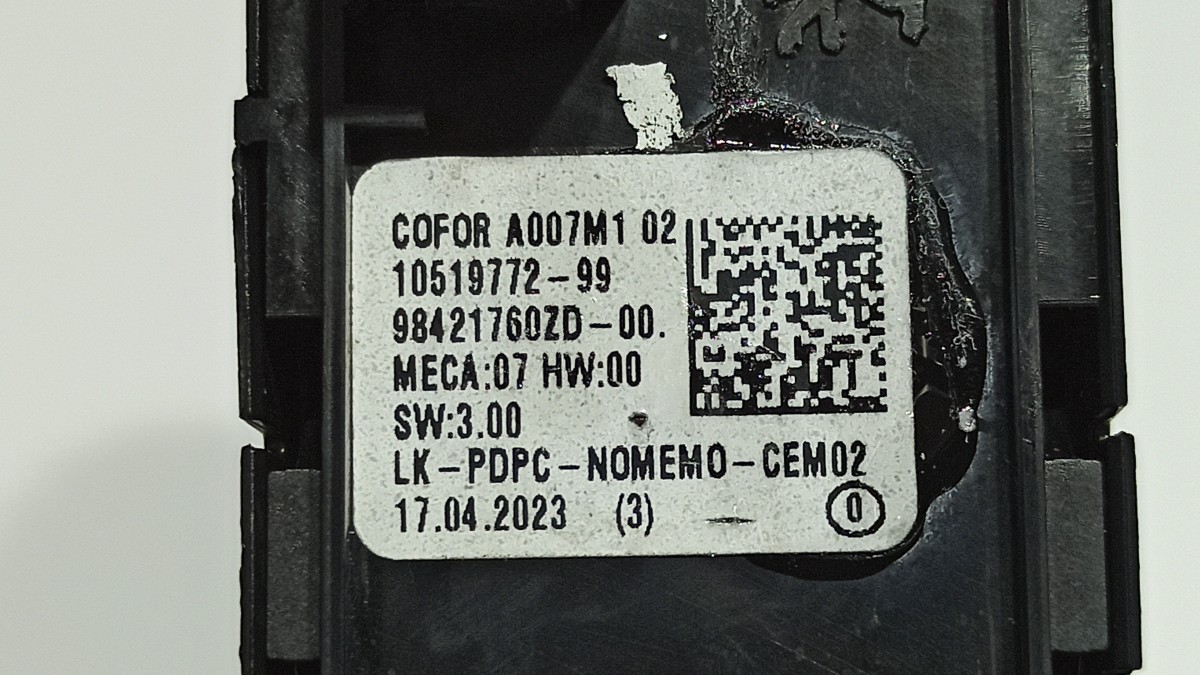 COFOR A007M1 02
10519772-99
98421760ZD-00.
MECA:07 HW:00
SW:3.00
LK-PDPC-NOMEMO-CEM02
17.04.2023 (3) 0